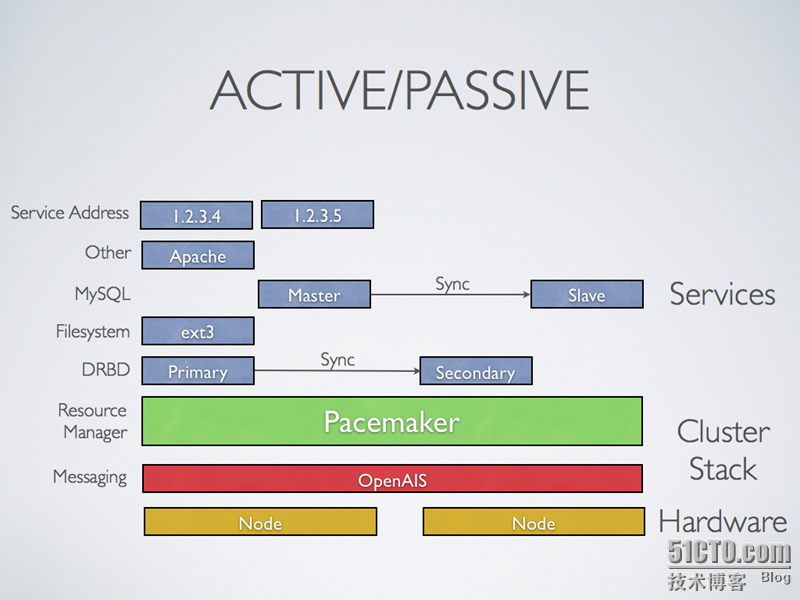 ACTIVE/PASSIVE
Service Address
1.2.3.4
1.2.3.5
Other
Apache
MySQL
Master
Sync
Slave
Services
Filesystem
ext3
DRBD
Primary
Sync
Secondary
Resource
Manager
Pacemaker
Cluster
Stack
Messaging
OpenAIS
Node
Node
Hardware
51CTO.com
技术博客 Blog